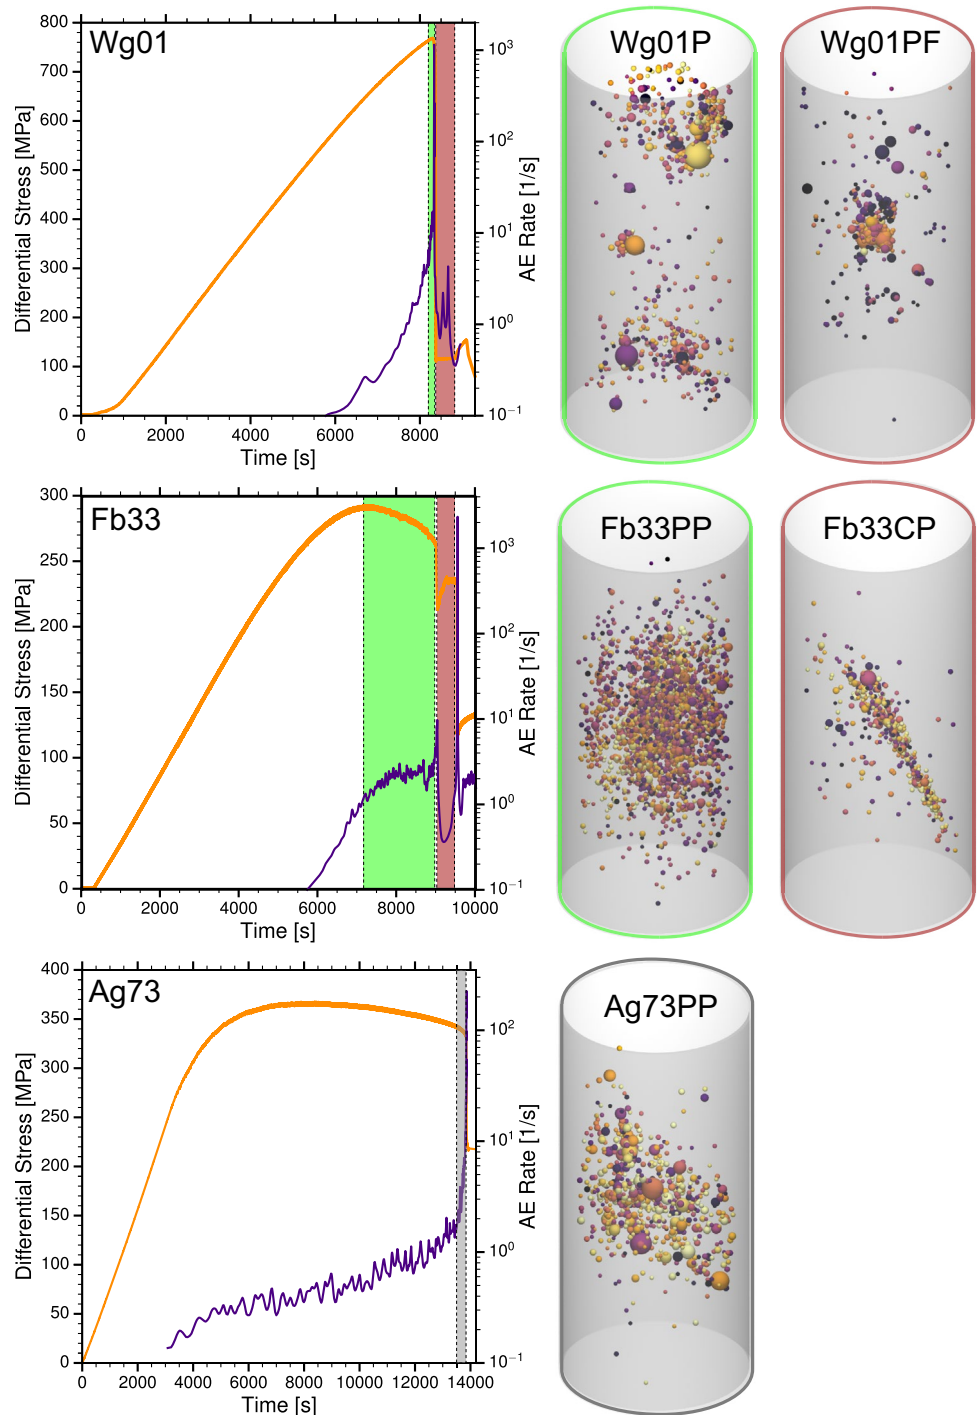 Wg01
Differential Stress [MPa]
800
700
600
500
400
300
200
100
0
0 2000 4000 6000 8000
Time [s]
10³
10²
10¹
10⁰
10⁻¹
AE Rate [1/s]
Wg01P
Wg01PF
Fb33
Differential Stress [MPa]
300
250
200
150
100
50
0
0 2000 4000 6000 8000 10000
Time [s]
10³
10²
10¹
10⁰
10⁻¹
AE Rate [1/s]
Fb33PP
Fb33CP
Ag73
Differential Stress [MPa]
400
350
300
250
200
150
100
50
0
0 2000 4000 6000 8000 10000 12000 14000
Time [s]
10²
10¹
10⁰
10⁻¹
AE Rate [1/s]
Ag73PP